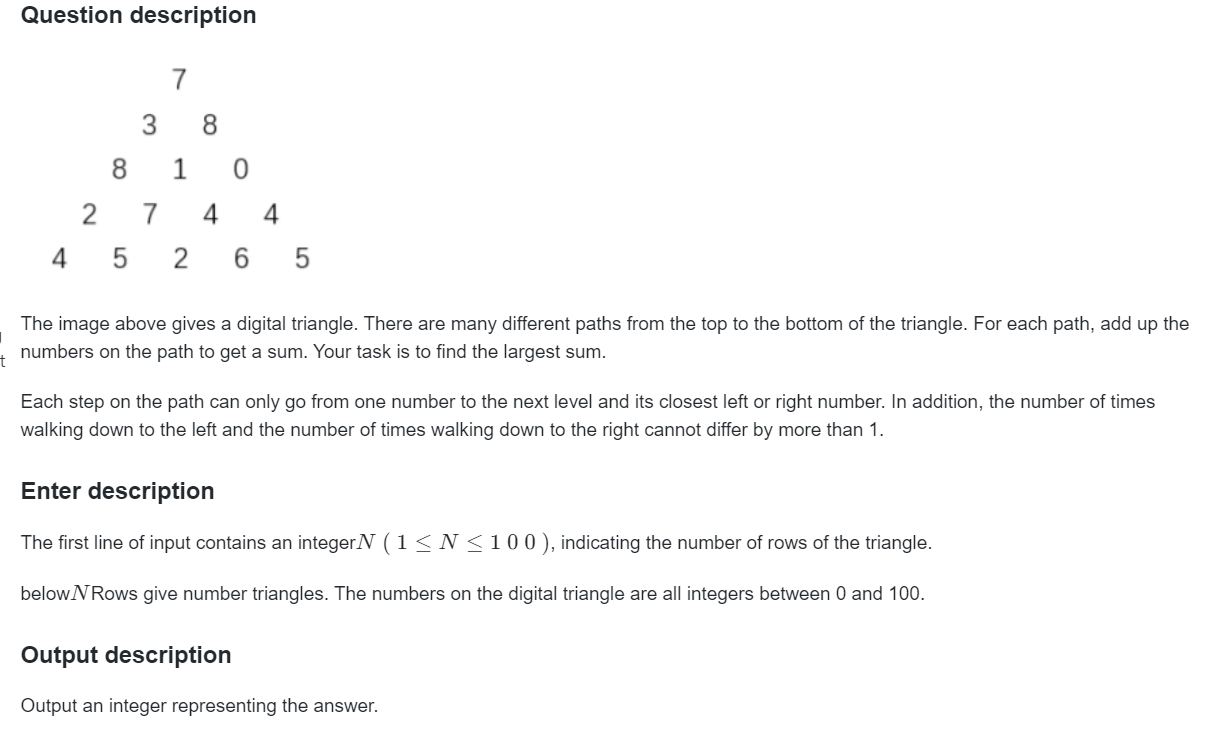 Question description
7
3 8
8 1 0
2 7 4 4
4 5 2 6 5
The image above gives a digital triangle. There are many different paths from the top to the bottom of the triangle. For each path, add up the
numbers on the path to get a sum. Your task is to find the largest sum.
t
Each step on the path can only go from one number to the next level and its closest left or right number. In addition, the number of times
walking down to the left and the number of times walking down to the right cannot differ by more than 1.
Enter description
The first line of input contains an integerN ( 1 ≤ N ≤ 1 0 0 ), indicating the number of rows of the triangle.
belowNRows give number triangles. The numbers on the digital triangle are all integers between 0 and 100.
Output description
Output an integer representing the answer.